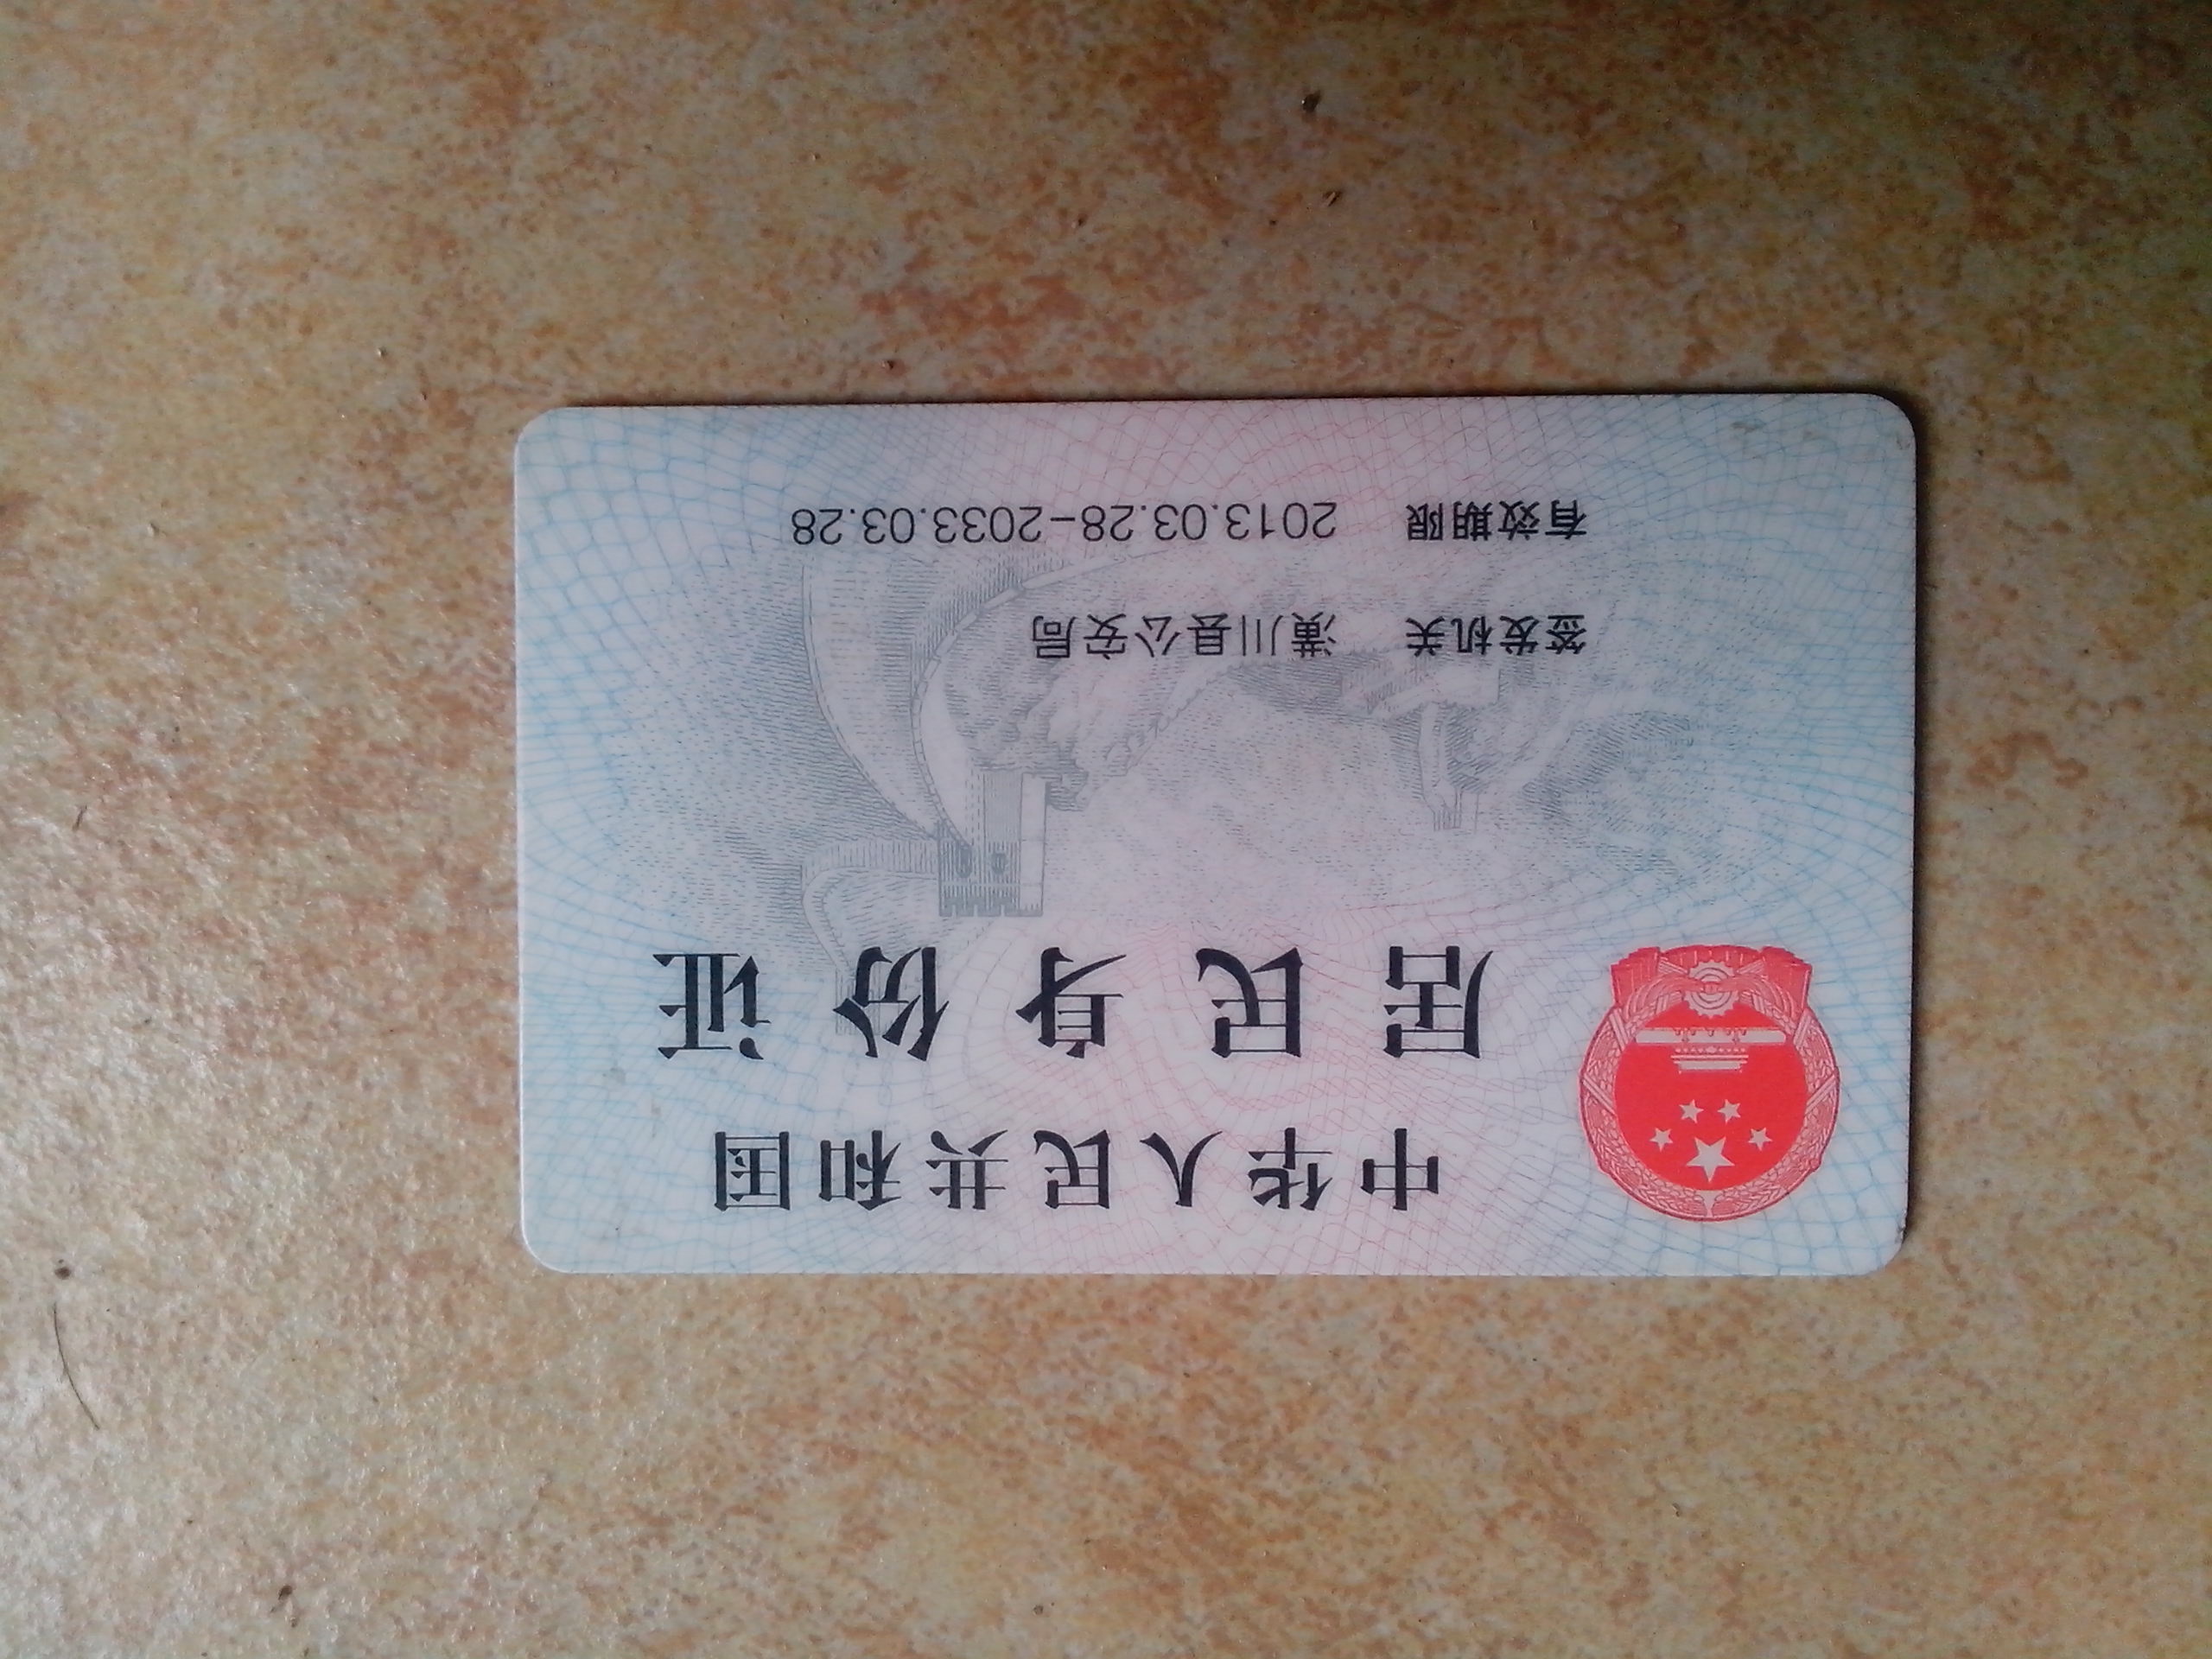 中华人民共和国
居民身份证
签发机关 潢川县公安局
有效期限 2013.03.28-2033.03.28